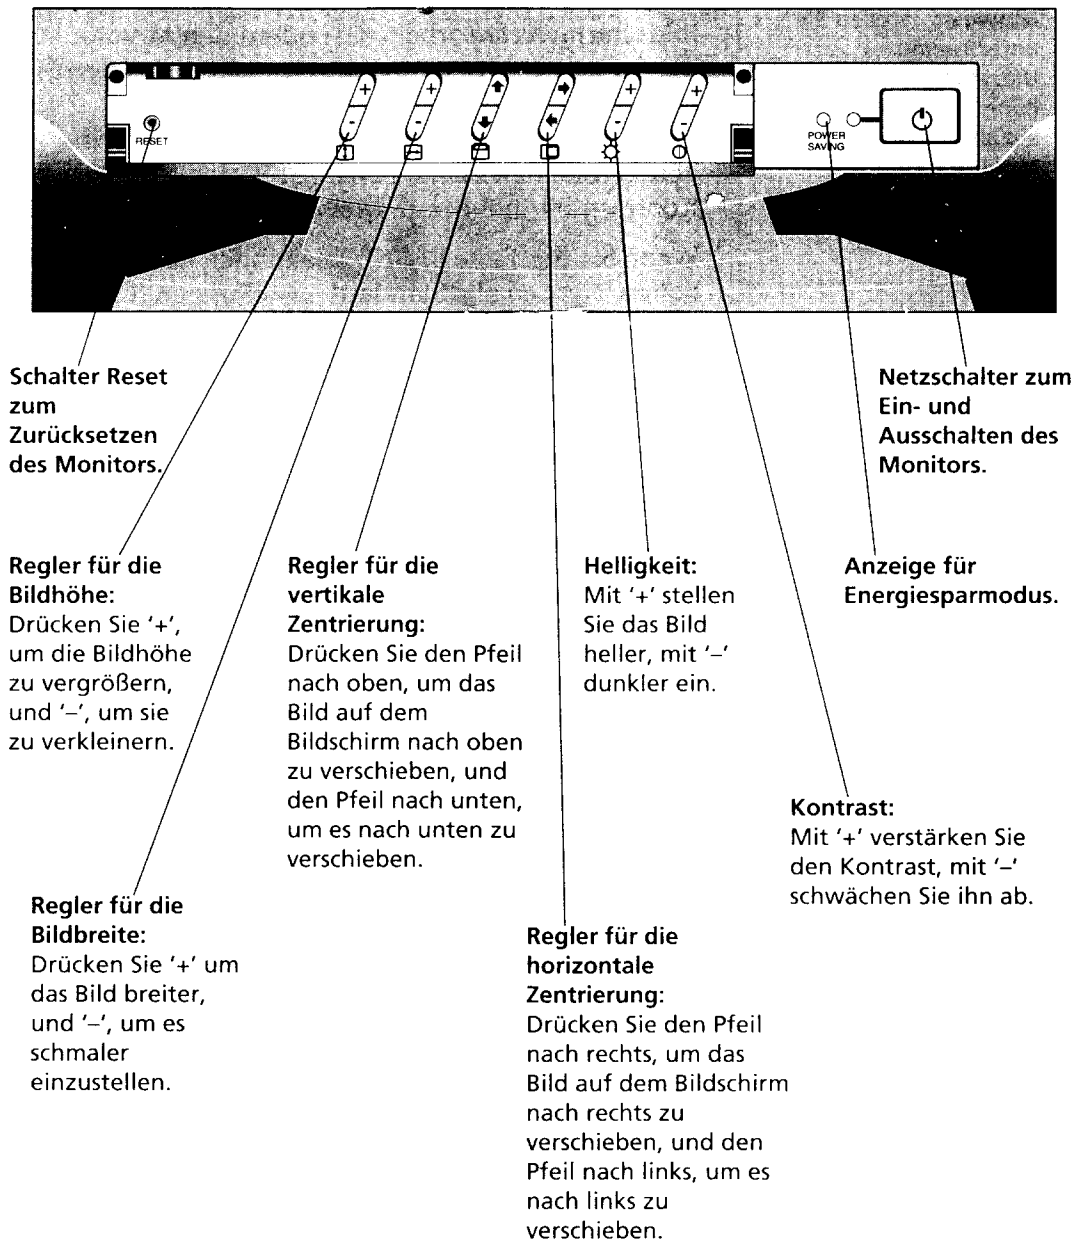 +
+
+
+
-
-
-
-
RESET
POWER
SAVING
Schalter Reset
zum
Zurücksetzen
des Monitors.
Netzschalter zum
Ein- und
Ausschalten des
Monitors.
Regler für die
Bildhöhe:
Drücken Sie '+',
um die Bildhöhe
zu vergrößern,
und '–', um sie
zu verkleinern.
Regler für die
vertikale
Zentrierung:
Drücken Sie den Pfeil
nach oben, um das
Bild auf dem
Bildschirm nach oben
zu verschieben, und
den Pfeil nach unten,
um es nach unten zu
verschieben.
Helligkeit:
Mit '+' stellen
Sie das Bild
heller, mit '–'
dunkler ein.
Anzeige für
Energiesparmodus.
Kontrast:
Mit '+' verstärken Sie
den Kontrast, mit '–'
schwächen Sie ihn ab.
Regler für die
Bildbreite:
Drücken Sie '+' um
das Bild breiter,
und '–', um es
schmaler
einzustellen.
Regler für die
horizontale
Zentrierung:
Drücken Sie den Pfeil
nach rechts, um das
Bild auf dem Bildschirm
nach rechts zu
verschieben, und den
Pfeil nach links, um es
nach links zu
verschieben.